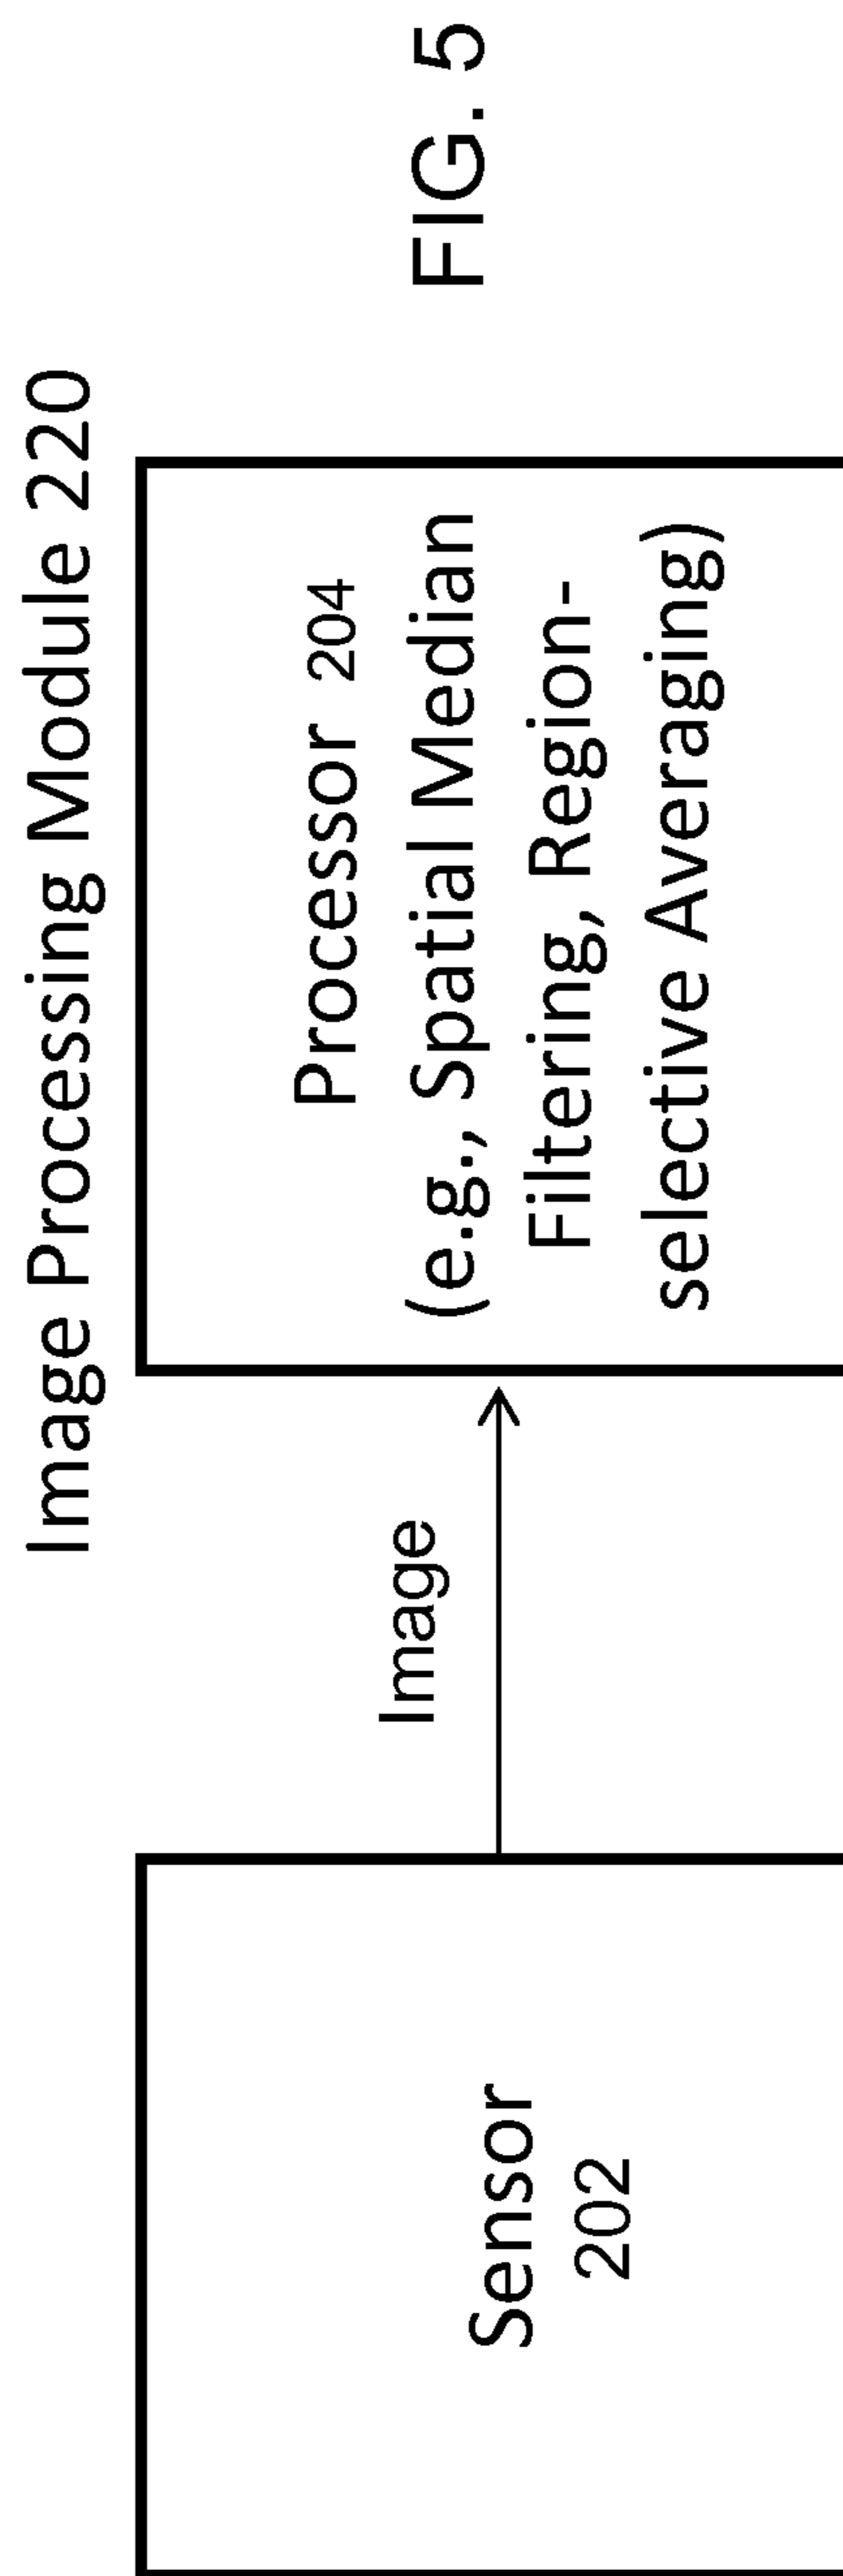 Image Processing Module 220
Sensor
202
Image
Processor 204
(e.g., Spatial Median
Filtering, Region-
selective Averaging)
FIG. 5